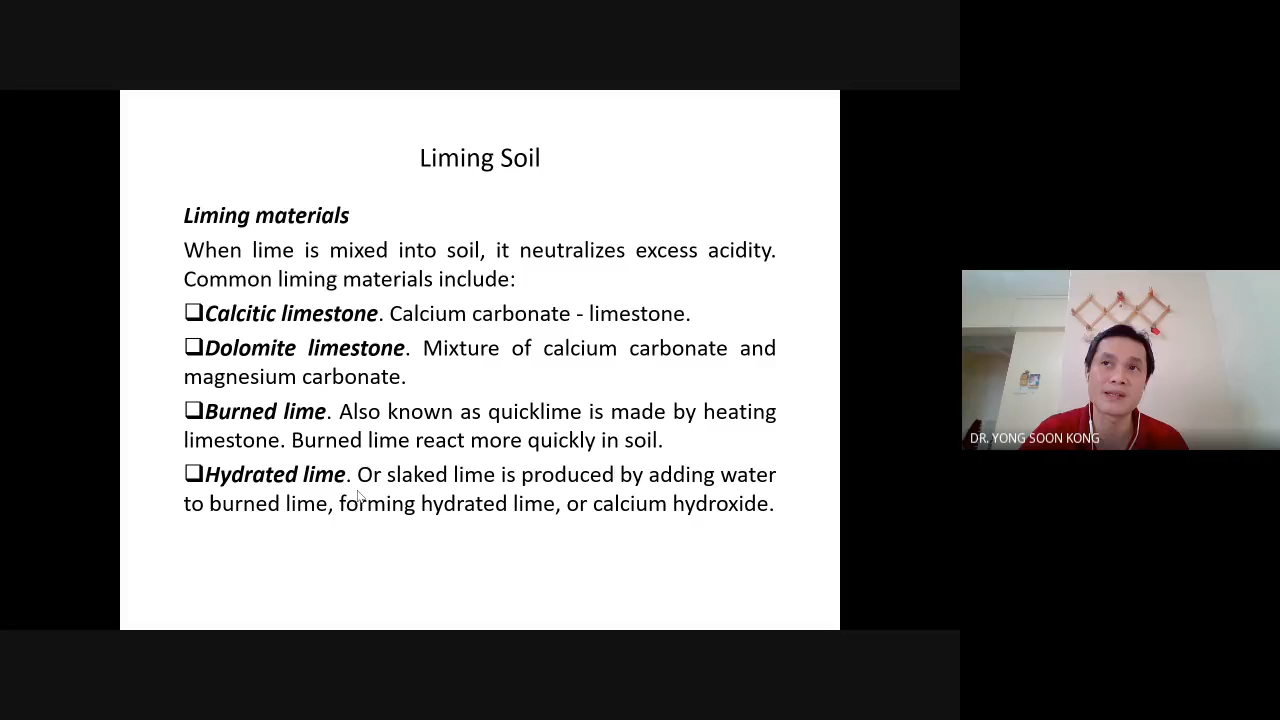 Liming Soil
Liming materials
When lime is mixed into soil, it neutralizes excess acidity.
Common liming materials include:
❑Calcitic limestone. Calcium carbonate - limestone.
❑Dolomite limestone. Mixture of calcium carbonate and
magnesium carbonate.
❑Burned lime. Also known as quicklime is made by heating
limestone. Burned lime react more quickly in soil.
❑Hydrated lime. Or slaked lime is produced by adding water
to burned lime, forming hydrated lime, or calcium hydroxide.
DR. YONG SOON KONG